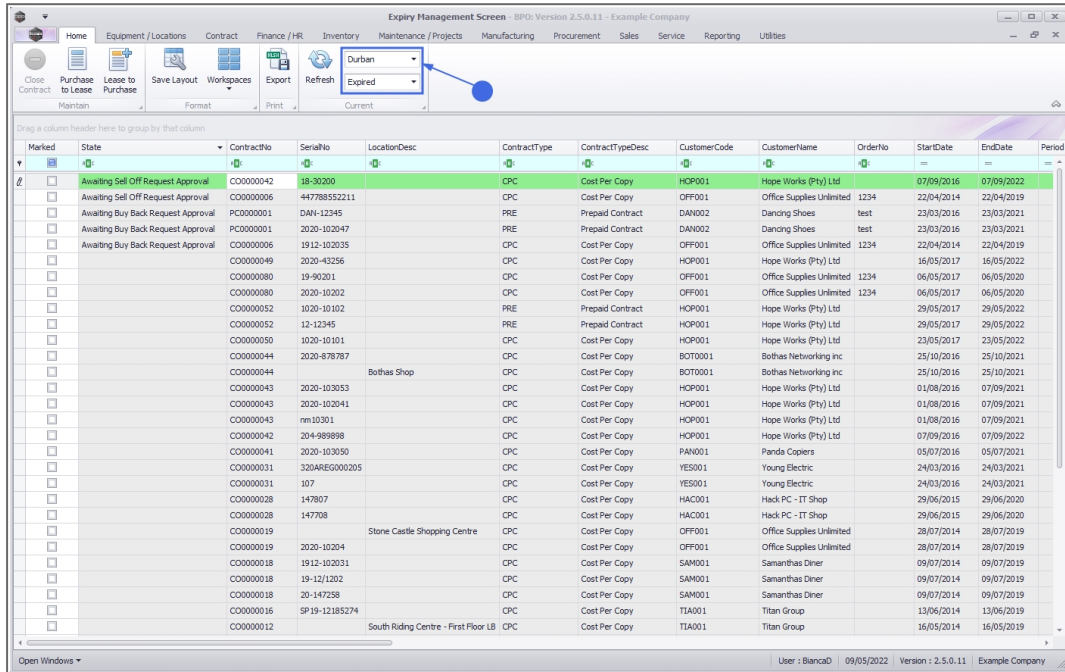 Expiry Management Screen - BPO: Version 2.5.0.11 - Example Company
Home Equipment / Locations Contract Finance / HR Inventory Maintenance / Projects Manufacturing Procurement Sales Service Reporting Utilities
Close Contract Purchase to Lease Lease to Purchase Save Layout Workspaces Export Refresh Durban Expired
Maintain Format Print Current
Drag a column header here to group by that column
Marked State ContractNo SerialNo LocationDesc ContractType ContractTypeDesc CustomerCode CustomerName OrderNo StartDate EndDate Period
Awaiting Sell Off Request Approval CO0000042 18-30200 CPC Cost Per Copy HOP001 Hope Works (Pty) Ltd 07/09/2016 07/09/2022
Awaiting Sell Off Request Approval CO0000006 447788552211 CPC Cost Per Copy OFF001 Office Supplies Unlimited 1234 22/04/2014 22/04/2019
Awaiting Buy Back Request Approval PC0000001 DAN-12345 PRE Prepaid Contract DAN002 Dancing Shoes test 23/03/2016 23/03/2021
Awaiting Buy Back Request Approval PC0000001 2020-102047 PRE Prepaid Contract DAN002 Dancing Shoes test 23/03/2016 23/03/2021
Awaiting Buy Back Request Approval CO0000006 1912-102035 CPC Cost Per Copy OFF001 Office Supplies Unlimited 1234 22/04/2014 22/04/2019
CO0000049 2020-43256 CPC Cost Per Copy HOP001 Hope Works (Pty) Ltd 16/05/2017 16/05/2022
CO0000080 19-90201 CPC Cost Per Copy OFF001 Office Supplies Unlimited 1234 06/05/2017 06/05/2020
CO0000080 2020-10202 CPC Cost Per Copy OFF001 Office Supplies Unlimited 1234 06/05/2017 06/05/2020
CO0000052 1020-10102 PRE Prepaid Contract HOP001 Hope Works (Pty) Ltd 29/05/2017 29/05/2022
CO0000052 12-12345 PRE Prepaid Contract HOP001 Hope Works (Pty) Ltd 29/05/2017 29/05/2022
CO0000050 1020-10101 CPC Cost Per Copy HOP001 Hope Works (Pty) Ltd 23/05/2017 23/05/2022
CO0000044 2020-878787 CPC Cost Per Copy BOT0001 Bothas Networking inc 25/10/2016 25/10/2021
CO0000044 Bothas Shop CPC Cost Per Copy BOT0001 Bothas Networking inc 25/10/2016 25/10/2021
CO0000043 2020-103053 CPC Cost Per Copy HOP001 Hope Works (Pty) Ltd 01/08/2016 07/09/2021
CO0000043 2020-102041 CPC Cost Per Copy HOP001 Hope Works (Pty) Ltd 01/08/2016 07/09/2021
CO0000043 nm10301 CPC Cost Per Copy HOP001 Hope Works (Pty) Ltd 01/08/2016 07/09/2021
CO0000042 204-989898 CPC Cost Per Copy HOP001 Hope Works (Pty) Ltd 07/09/2016 07/09/2022
CO0000041 2020-103050 CPC Cost Per Copy PAN001 Panda Copiers 05/07/2016 05/07/2021
CO0000031 320AREG000205 CPC Cost Per Copy YES001 Young Electric 24/03/2016 24/03/2021
CO0000031 107 CPC Cost Per Copy YES001 Young Electric 24/03/2016 24/03/2021
CO0000028 147807 CPC Cost Per Copy HAC001 Hack PC - IT Shop 29/06/2015 29/06/2020
CO0000028 147708 CPC Cost Per Copy HAC001 Hack PC - IT Shop 29/06/2015 29/06/2020
CO0000019 Stone Castle Shopping Centre CPC Cost Per Copy OFF001 Office Supplies Unlimited 28/07/2014 28/07/2019
CO0000019 2020-10204 CPC Cost Per Copy OFF001 Office Supplies Unlimited 28/07/2014 28/07/2019
CO0000018 1912-102031 CPC Cost Per Copy SAM001 Samanthas Diner 09/07/2014 09/07/2019
CO0000018 19-12/1202 CPC Cost Per Copy SAM001 Samanthas Diner 09/07/2014 09/07/2019
CO0000018 20-147258 CPC Cost Per Copy SAM001 Samanthas Diner 09/07/2014 09/07/2019
CO0000016 SP19-12185274 CPC Cost Per Copy TIA001 Titan Group 13/06/2014 13/06/2019
CO0000012 South Riding Centre - First Floor LB CPC Cost Per Copy TIA001 Titan Group 16/05/2014 16/05/2019
Open Windows User : BiancaD 09/05/2022 Version : 2.5.0.11 Example Company